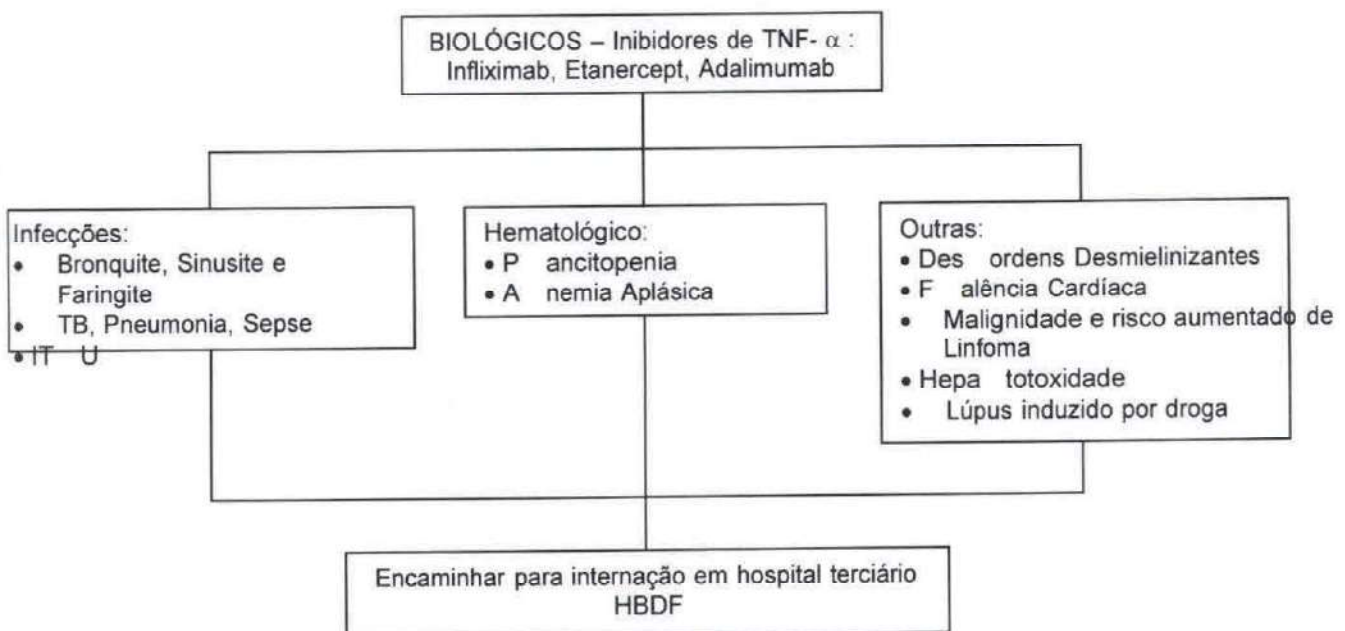 BIOLÓGICOS – Inibidores de TNF- α :
Infliximab, Etanercept, Adalimumab
Infecções:
• Bronquite, Sinusite e
Faringite
• TB, Pneumonia, Sepse
• IT U
Hematológico:
• P ancitopenia
• A nemia Aplásica
Outras:
• Des ordens Desmielinizantes
• F alência Cardíaca
• Malignidade e risco aumentado de
Linfoma
• Hepa totoxidade
• Lúpus induzido por droga
Encaminhar para internação em hospital terciário
HBDF